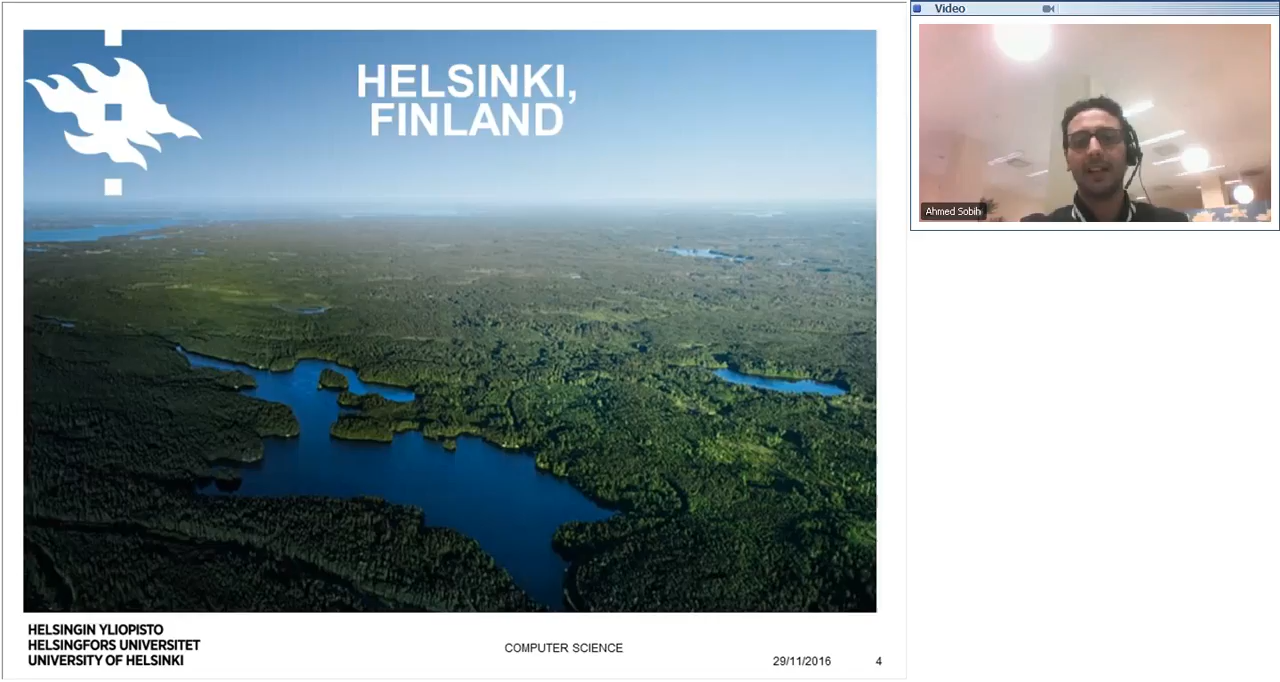 HELSINKI,
FINLAND
HELSINGIN YLIOPISTO
HELSINGFORS UNIVERSITET
UNIVERSITY OF HELSINKI
COMPUTER SCIENCE
29/11/2016
4
Video
Ahmed Sobih